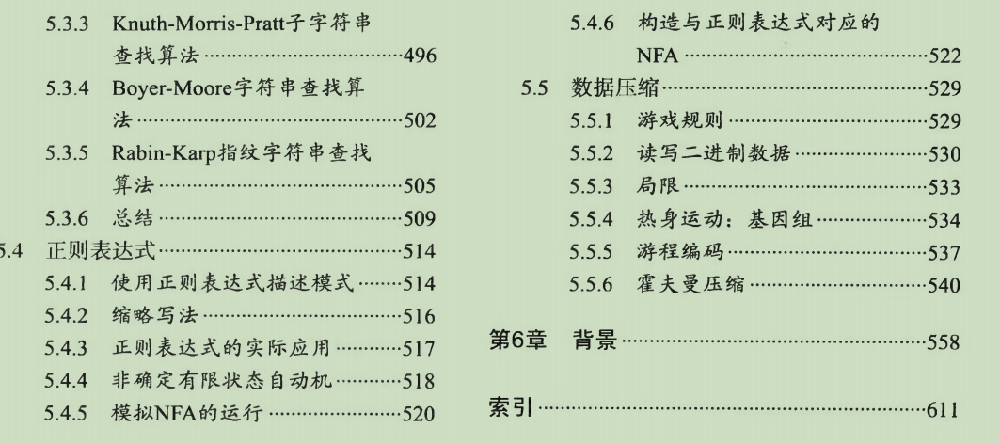 5.3.3 Knuth-Morris-Pratt子字符串
查找算法……………………………496
5.3.4 Boyer-Moore字符串查找算
法……………………………………502
5.3.5 Rabin-Karp指纹字符串查找
算法…………………………………505
5.3.6 总结…………………………………509
5.4 正则表达式…………………………………514
5.4.1 使用正则表达式描述模式………514
5.4.2 缩略写法……………………………516
5.4.3 正则表达式的实际应用…………517
5.4.4 非确定有限状态自动机…………518
5.4.5 模拟NFA的运行…………………520
5.4.6 构造与正则表达式对应的
NFA…………………………………522
5.5 数据压缩……………………………………529
5.5.1 游戏规则……………………………529
5.5.2 读写二进制数据…………………530
5.5.3 局限…………………………………533
5.5.4 热身运动：基因组………………534
5.5.5 游程编码……………………………537
5.5.6 霍夫曼压缩…………………………540
第6章 背景……………………………………………558
索引…………………………………………………………611